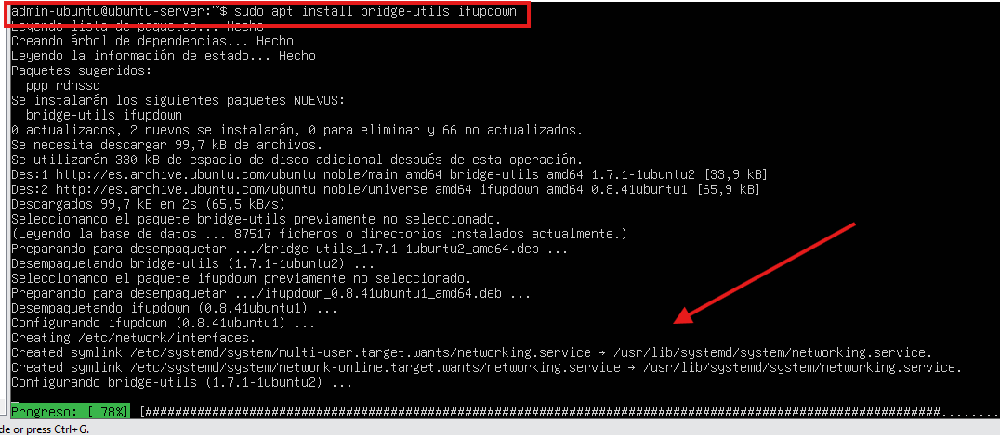 admin-ubuntu@ubuntu-server:~$ sudo apt install bridge-utils ifupdown
Leyendo lista de paquetes... Hecho
Creando árbol de dependencias... Hecho
Leyendo la información de estado... Hecho
Paquetes sugeridos:
  ppp rdnssd
Se instalarán los siguientes paquetes NUEVOS:
  bridge-utils ifupdown
0 actualizados, 2 nuevos se instalarán, 0 para eliminar y 66 no actualizados.
Se necesita descargar 99,7 kB de archivos.
Se utilizarán 330 kB de espacio de disco adicional después de esta operación.
Des:1 http://es.archive.ubuntu.com/ubuntu noble/main amd64 bridge-utils amd64 1.7.1-1ubuntu2 [33,9 kB]
Des:2 http://es.archive.ubuntu.com/ubuntu noble/universe amd64 ifupdown amd64 0.8.41ubuntu1 [65,9 kB]
Descargados 99,7 kB en 2s (65,5 kB/s)
Seleccionando el paquete bridge-utils previamente no seleccionado.
(Leyendo la base de datos ... 87517 ficheros o directorios instalados actualmente.)
Preparando para desempaquetar .../bridge-utils_1.7.1-1ubuntu2_amd64.deb ...
Desempaquetando bridge-utils (1.7.1-1ubuntu2) ...
Seleccionando el paquete ifupdown previamente no seleccionado.
Preparando para desempaquetar .../ifupdown_0.8.41ubuntu1_amd64.deb ...
Desempaquetando ifupdown (0.8.41ubuntu1) ...
Configurando ifupdown (0.8.41ubuntu1) ...
Creating /etc/network/interfaces.
Created symlink /etc/systemd/system/multi-user.target.wants/networking.service → /usr/lib/systemd/system/networking.service.
Created symlink /etc/systemd/system/network-online.target.wants/networking.service → /usr/lib/systemd/system/networking.service.
Configurando bridge-utils (1.7.1-1ubuntu2) ...
Progreso: [ 78%] [##########################################################################################################.........
de or press Ctrl+G.